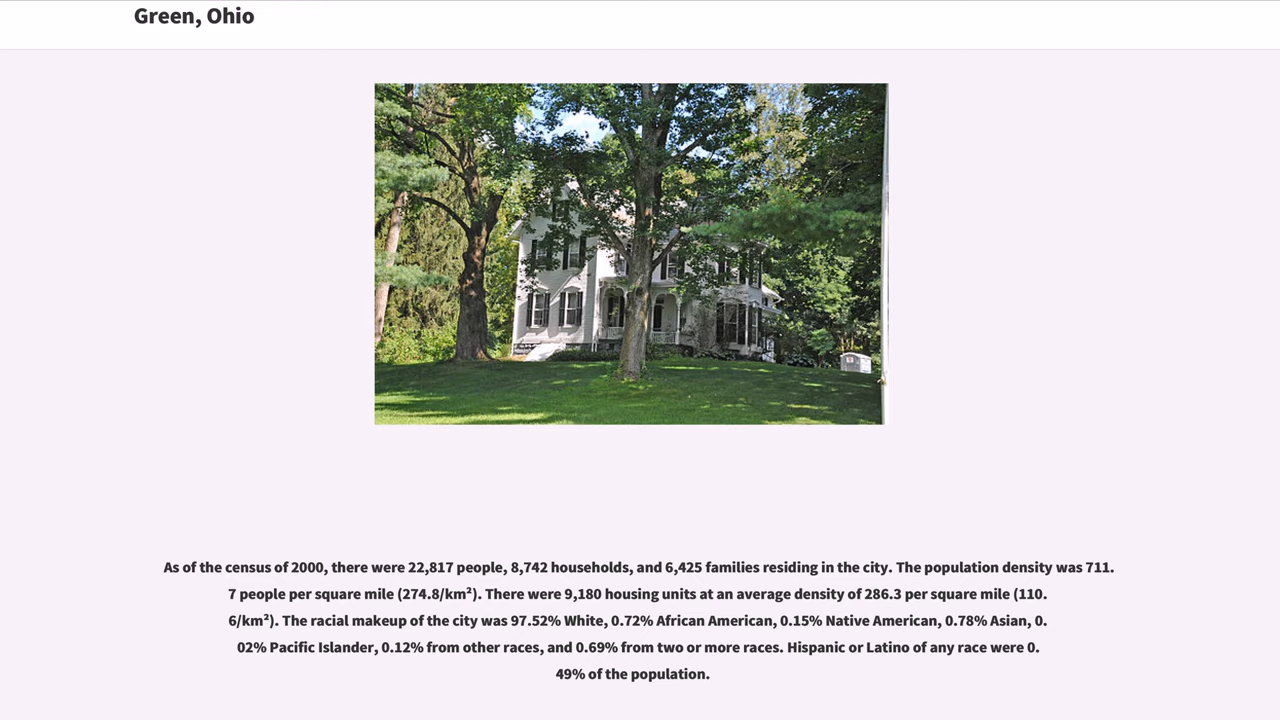 Green, Ohio
As of the census of 2000, there were 22,817 people, 8,742 households, and 6,425 families residing in the city. The population density was 711.
7 people per square mile (274.8/km²). There were 9,180 housing units at an average density of 286.3 per square mile (110.
6/km²). The racial makeup of the city was 97.52% White, 0.72% African American, 0.15% Native American, 0.78% Asian, 0.
02% Pacific Islander, 0.12% from other races, and 0.69% from two or more races. Hispanic or Latino of any race were 0.
49% of the population.